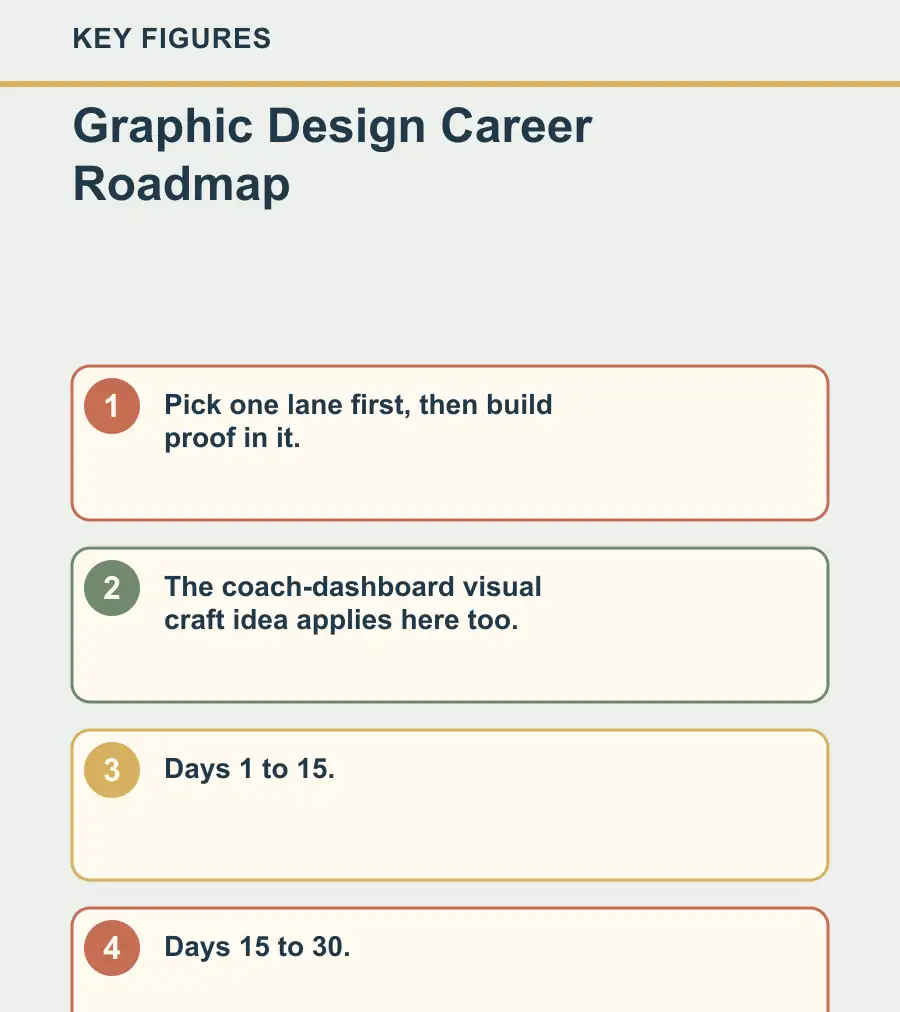 KEY FIGURES
Graphic Design Career
Roadmap
1
Pick one lane first, then build
proof in it.
2
The coach-dashboard visual
craft idea applies here too.
3
Days 1 to 15.
4
Days 15 to 30.